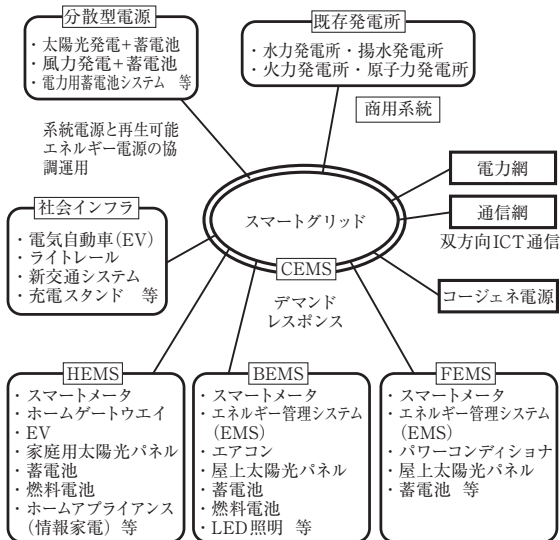 分散型電源
・太陽光発電+蓄電池
・風力発電+蓄電池
・電力用蓄電池システム 等
既存発電所
・水力発電所・揚水発電所
・火力発電所・原子力発電所
商用系統
系統電源と再生可能
エネルギー電源の協
調運用
電力網
通信網
双方向ICT通信
コージェネ電源
スマートグリッド
CEMS
デマンド
レスポンス
社会インフラ
・電気自動車(EV)
・ライトレール
・新交通システム
・充電スタンド 等
HEMS
・スマートメータ
・ホームゲートウエイ
・EV
・家庭用太陽光パネル
・蓄電池
・燃料電池
・ホームアプライアンス
(情報家電) 等
BEMS
・スマートメータ
・エネルギー管理システム
(EMS)
・エアコン
・屋上太陽光パネル
・蓄電池
・燃料電池
・LED照明 等
FEMS
・スマートメータ
・エネルギー管理システム
(EMS)
・パワーコンディショナ
・屋上太陽光パネル
・蓄電池 等